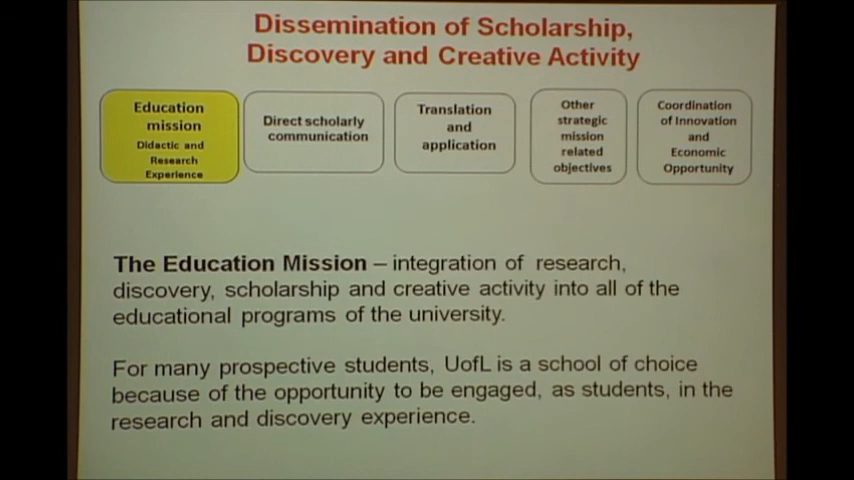 Dissemination of Scholarship,
Discovery and Creative Activity
Education
mission
Didactic and
Research
Experience
Direct scholarly
communication
Translation
and
application
Other
strategic
mission
related
objectives
Coordination
of Innovation
and
Economic
Opportunity
The Education Mission – integration of research,
discovery, scholarship and creative activity into all of the
educational programs of the university.
For many prospective students, UofL is a school of choice
because of the opportunity to be engaged, as students, in the
research and discovery experience.